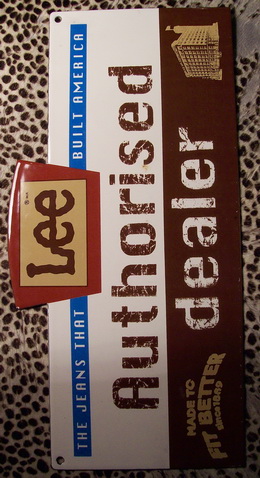 THE JEANS THAT Lee BUILT AMERICA
Authorised
dealer
MADE TO
FIT BETTER
since 1889